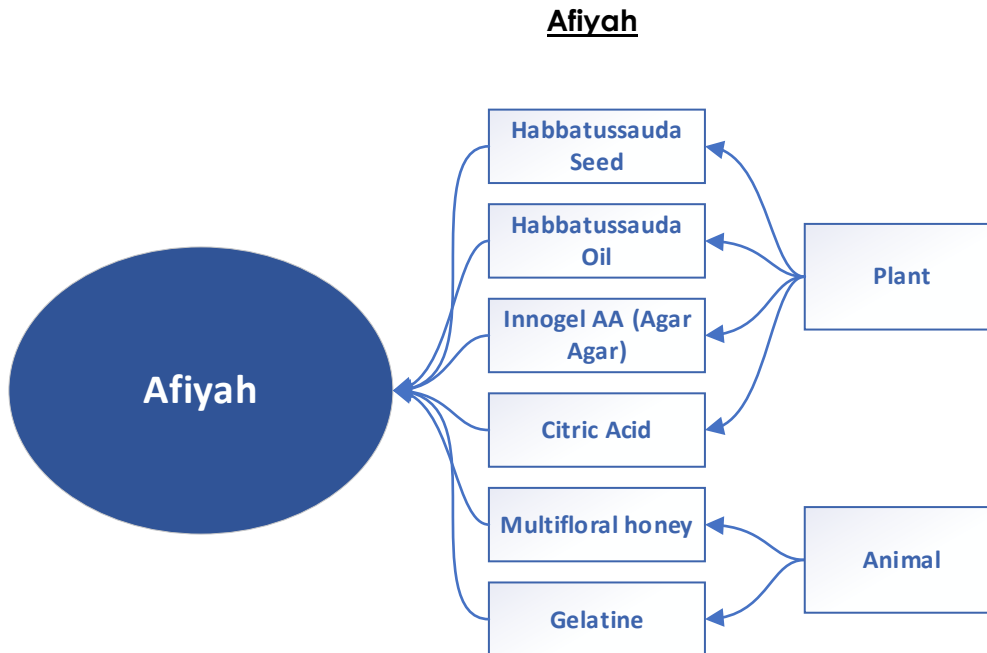 Afiyah
Habbatussauda
Seed
Habbatussauda
Oil
Innogel AA (Agar
Agar)
Citric Acid
Multifloral honey
Gelatine
Plant
Animal
Afiyah